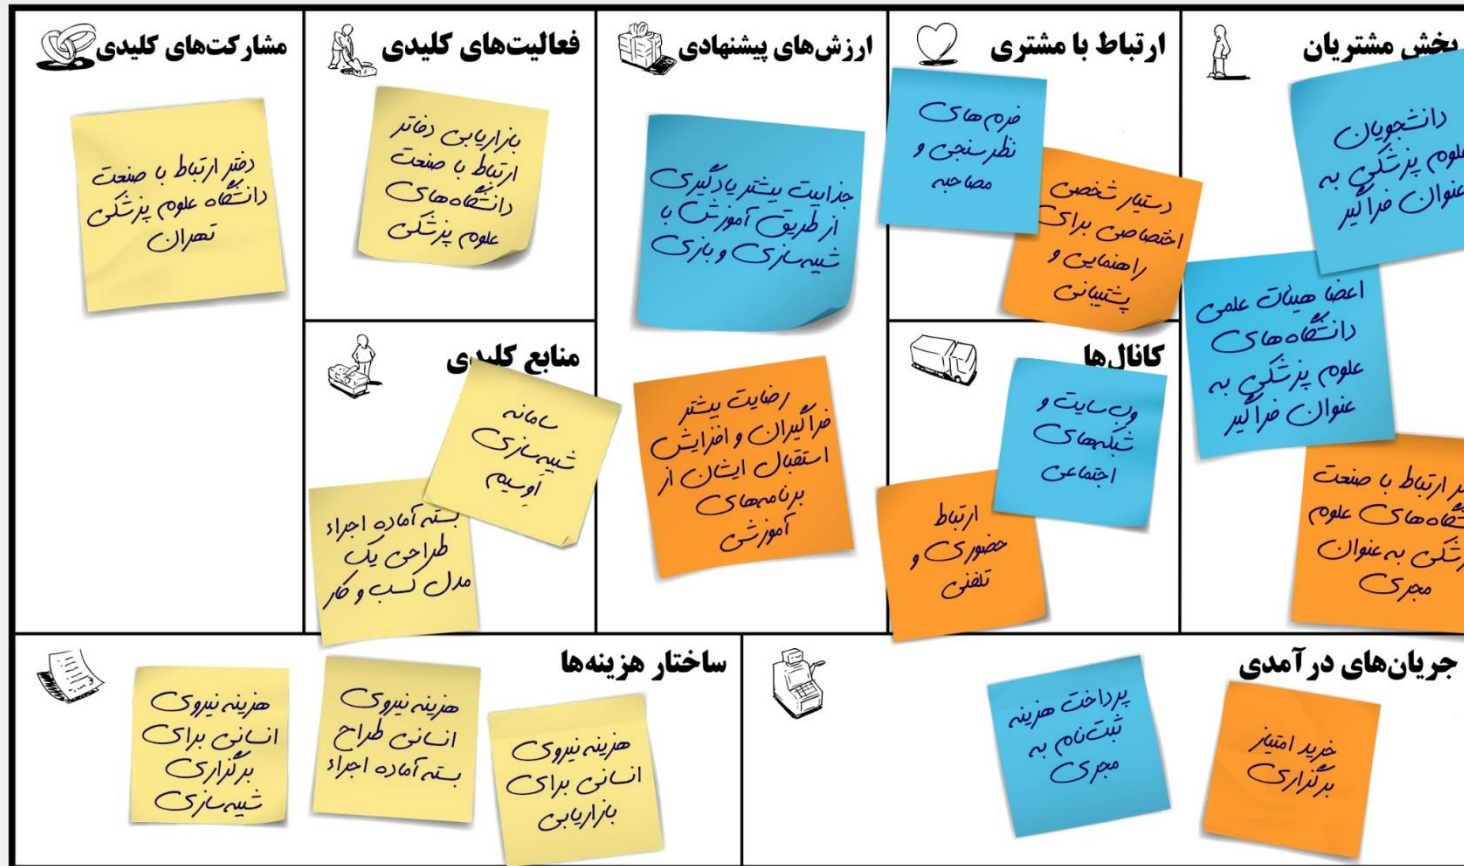 بخش مشتریان
دانشجویان
علوم پزشکی به
عنوان فراگیر
اعضا هیئات علمی
دانشگاه‌های
علوم پزشکی به
عنوان فراگیر
ارتباط با صنعت
علوم
به عنوان
مجری
ارتباط با مشتری
فرم‌های
نظرسنجی و
مصاحبه
دستیار شخصی
اختصاصی برای
راهنمایی و
پشتیبانی
کانال‌ها
وب‌سایت و
شبکه‌های
اجتماعی
ارتباط
حضوری و
تلفنی
ارزش‌های پیشنهادی
جذابیت بیشتر یادگیری
از طریق آموزش با
شبیه‌سازی و بازی
رضایت بیشتر
فراگیران و افزایش
استقبال ایشان از
برنامه‌های
آموزشی
فعالیت‌های کلیدی
بازاریابی دفاتر
ارتباط با صنعت
دانشگاه‌های
علوم پزشکی
منابع کلیدی
سامانه
شبیه‌سازی
اوسیم
بسته آماده اجراء
طراحی یک
مدل کسب و کار
مشارکت‌های کلیدی
دفتر ارتباط با صنعت
دانشگاه علوم پزشکی
تهران
جریان‌های درآمدی
خرید امتیاز
برگزاری
پرداخت هزینه
ثبت‌نام به
مجری
ساختار هزینه‌ها
هزینه نیروی
انسانی برای
بازاریابی
هزینه نیروی
انسانی طراح
بسته آماده اجراء
هزینه نیروی
انسانی برای
برگزاری
شبیه‌سازی